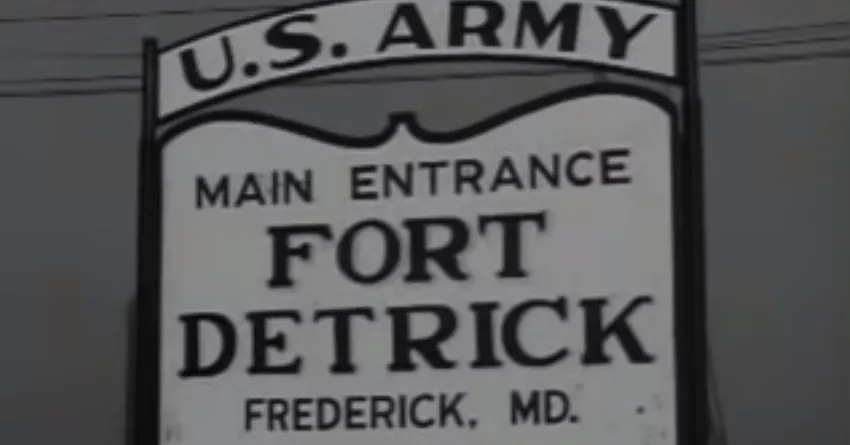 U.S. ARMY
MAIN ENTRANCE
FORT
DETRICK
FREDERICK, MD.